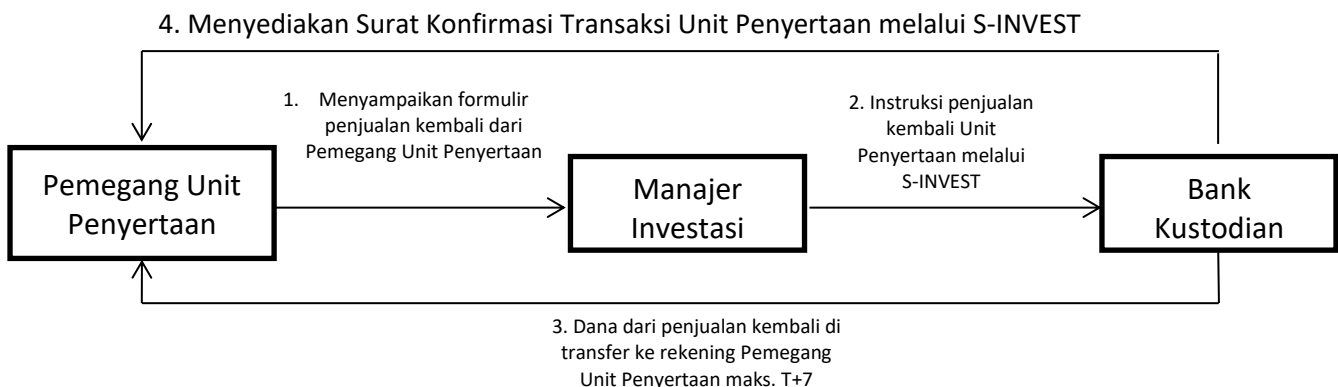 4. Menyediakan Surat Konfirmasi Transaksi Unit Penyertaan melalui S-INVEST
1. Menyampaikan formulir
penjualan kembali dari
Pemegang Unit Penyertaan
2. Instruksi penjualan
kembali Unit
Penyertaan melalui
S-INVEST
Pemegang Unit
Penyertaan
Manajer
Investasi
Bank
Kustodian
3. Dana dari penjualan kembali di
transfer ke rekening Pemegang
Unit Penyertaan maks. T+7